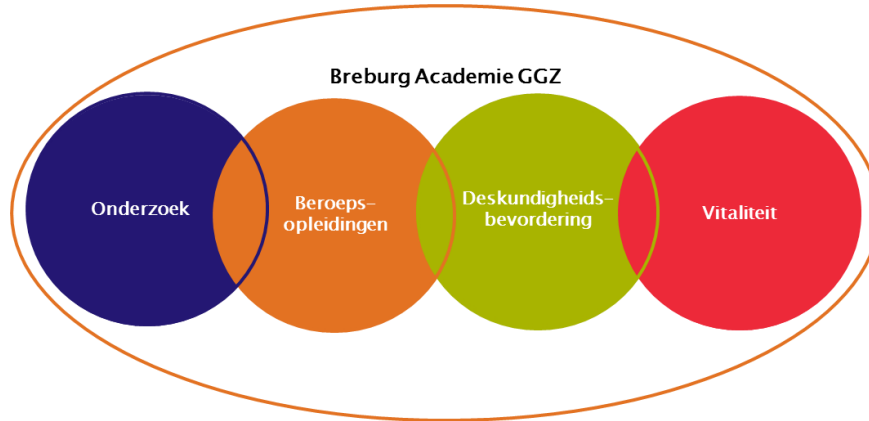 Breburg Academie GGZ
Onderzoek
Beroeps-
opleidingen
Deskundigheids-
bevordering
Vitaliteit